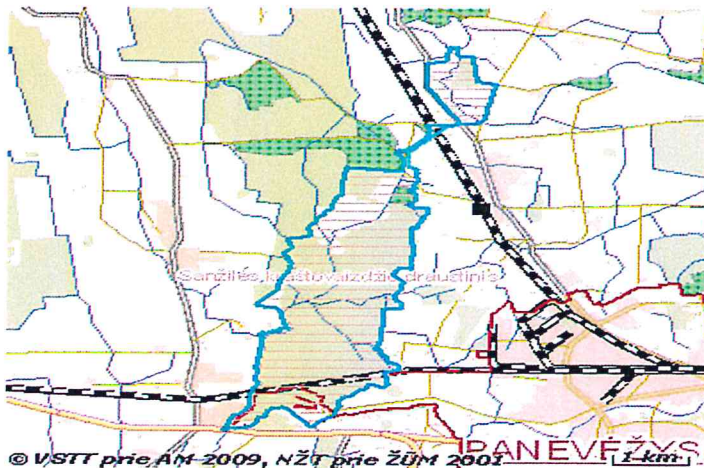 Sanžilės kraštovaizdžio draustinis
PANEVĖŽYS
© VSTT prie AM 2009, NŽT prie ŽŪM 2001
1 km